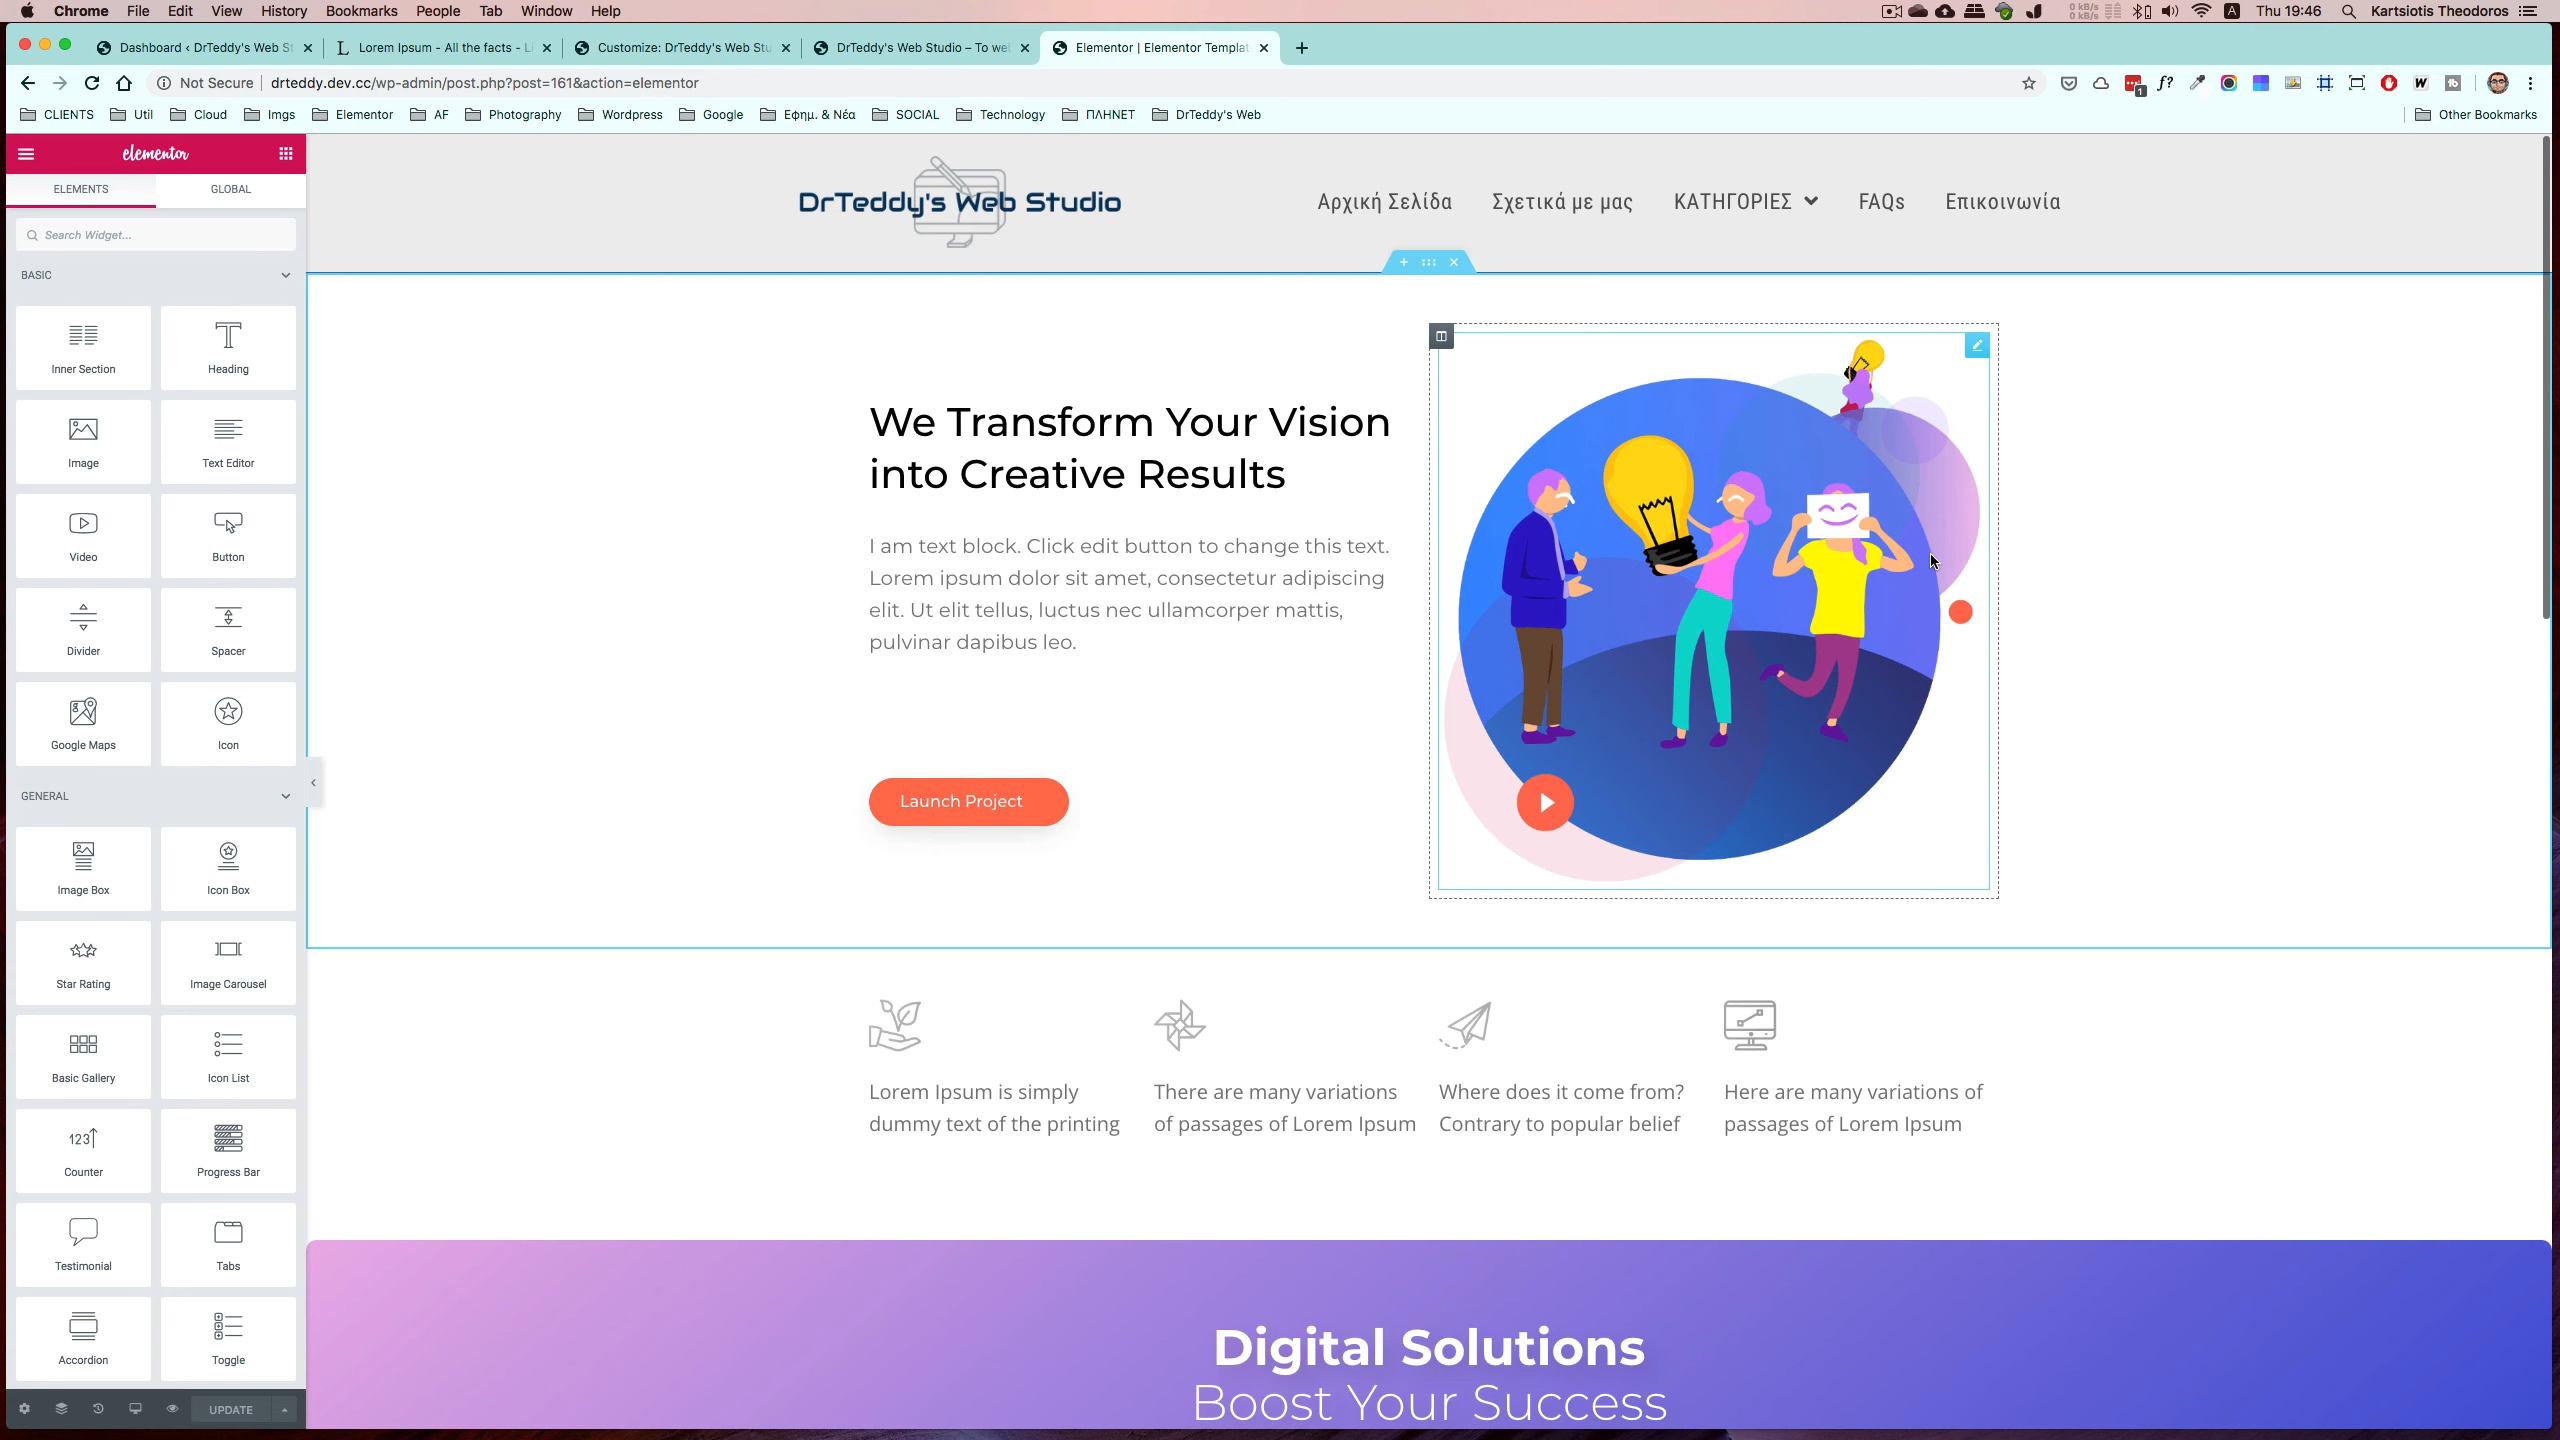 Chrome File Edit View History Bookmarks People Tab Window Help
0 kB/s
0 kB/s
A Thu 19:46 Kartsiotis Theodoros
Dashboard ‹ DrTeddy's Web St
Lorem Ipsum - All the facts - Li
Customize: DrTeddy's Web Stu
DrTeddy's Web Studio – To wel
Elementor | Elementor Templat
Not Secure drteddy.dev.cc/wp-admin/post.php?post=161&action=elementor
f? 1 W
CLIENTS Util Cloud Imgs Elementor AF Photography Wordpress Google Εφημ. & Νέα SOCIAL Technology ΠΛΗΝΕΤ DrTeddy's Web Other Bookmarks
elementor
ELEMENTS GLOBAL
Search Widget...
BASIC
Inner Section Heading
Image Text Editor
Video Button
Divider Spacer
Google Maps Icon
GENERAL
Image Box Icon Box
Star Rating Image Carousel
Basic Gallery Icon List
123
Counter Progress Bar
Testimonial Tabs
Accordion Toggle
UPDATE
DrTeddy's Web Studio
Αρχική Σελίδα Σχετικά με μας ΚΑΤΗΓΟΡΙΕΣ FAQs Επικοινωνία
We Transform Your Vision
into Creative Results
I am text block. Click edit button to change this text.
Lorem ipsum dolor sit amet, consectetur adipiscing
elit. Ut elit tellus, luctus nec ullamcorper mattis,
pulvinar dapibus leo.
Launch Project
Lorem Ipsum is simply
dummy text of the printing
There are many variations
of passages of Lorem Ipsum
Where does it come from?
Contrary to popular belief
Here are many variations of
passages of Lorem Ipsum
Digital Solutions
Boost Your Success